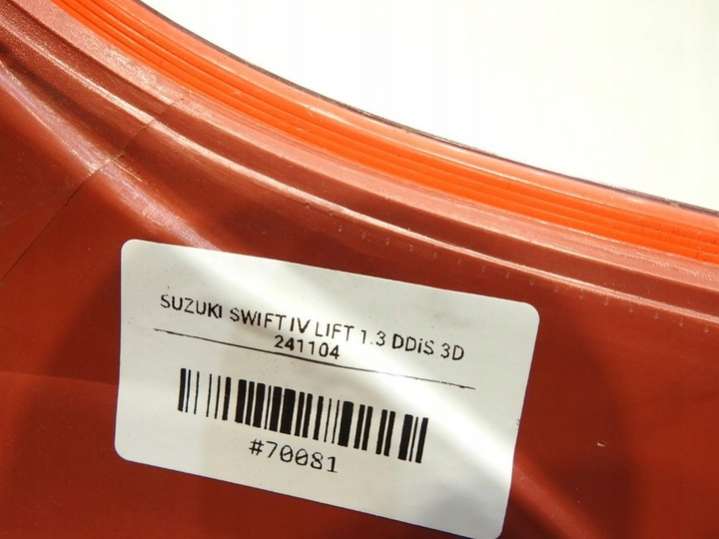 SUZUKI SWIFT IV LIFT 1.3 DDiS 3D
241104
#70081